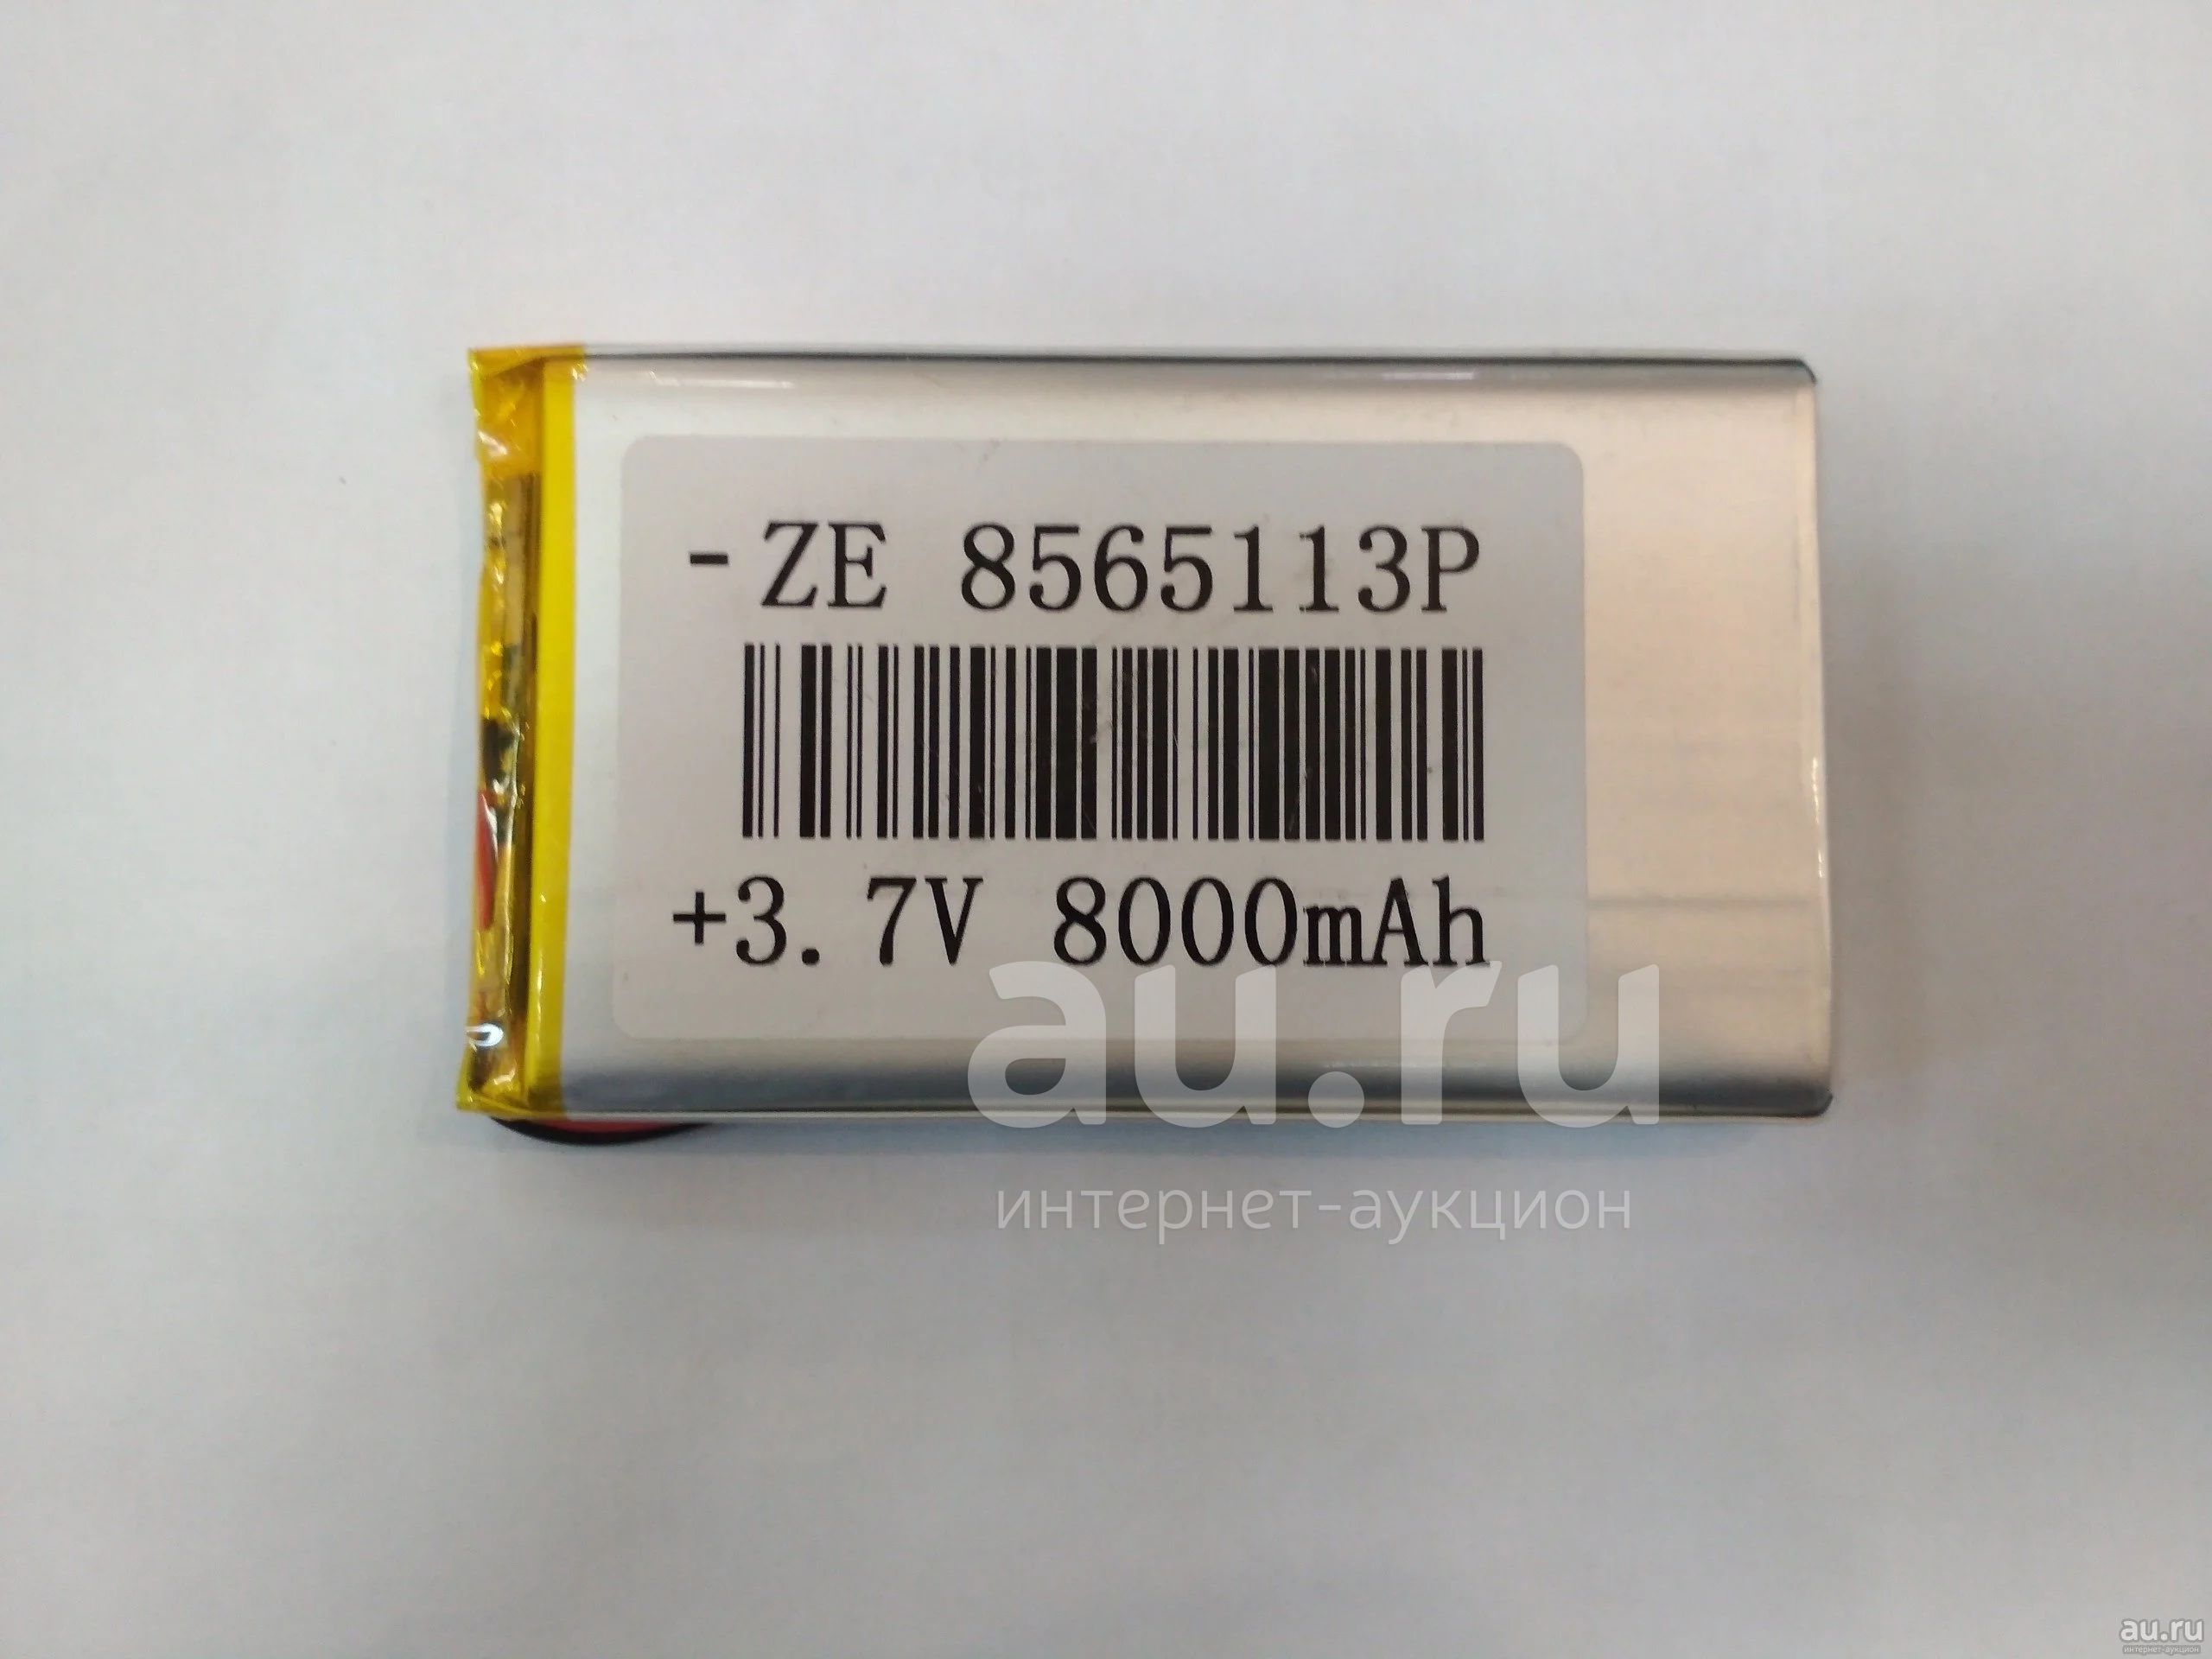 -ZE 8565113P
+3.7V 8000mAh
au.ru
интернет-аукцион
au.ru
интернет-аукцион